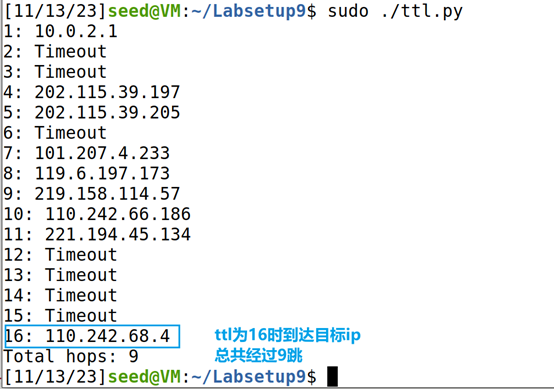 [11/13/23]seed@VM:~/Labsetup9$ sudo ./ttl.py
1: 10.0.2.1
2: Timeout
3: Timeout
4: 202.115.39.197
5: 202.115.39.205
6: Timeout
7: 101.207.4.233
8: 119.6.197.173
9: 219.158.114.57
10: 110.242.66.186
11: 221.194.45.134
12: Timeout
13: Timeout
14: Timeout
15: Timeout
16: 110.242.68.4 ttl为16时到达目标ip
Total hops: 9 总共经过9跳
[11/13/23]seed@VM:~/Labsetup9$